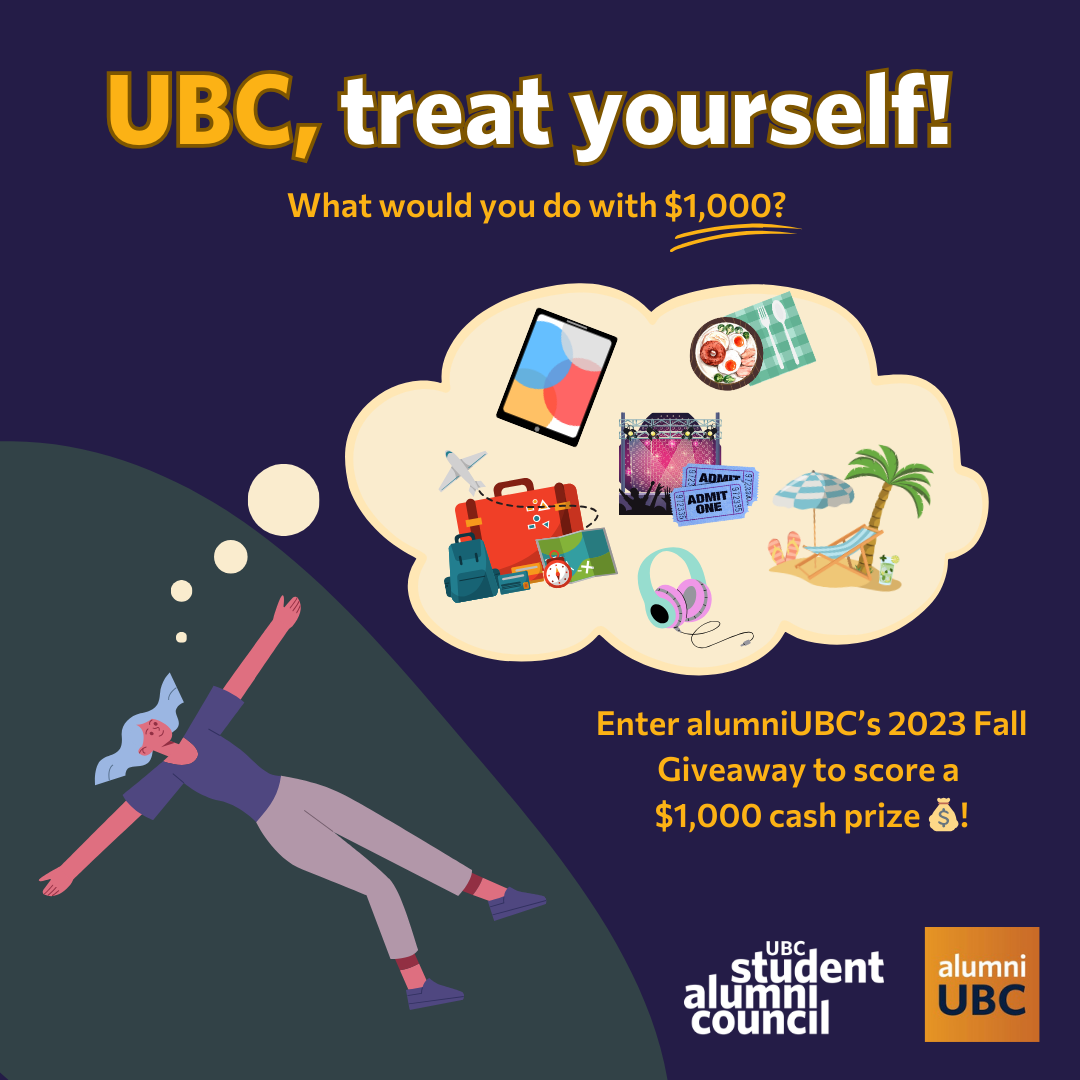 UBC, treat yourself!
What would you do with $1,000?
ADMIT
ADMIT
ONE
Enter alumniUBC’s 2023 Fall
Giveaway to score a
$1,000 cash prize 💰!
UBC
student
alumni
council
alumni
UBC